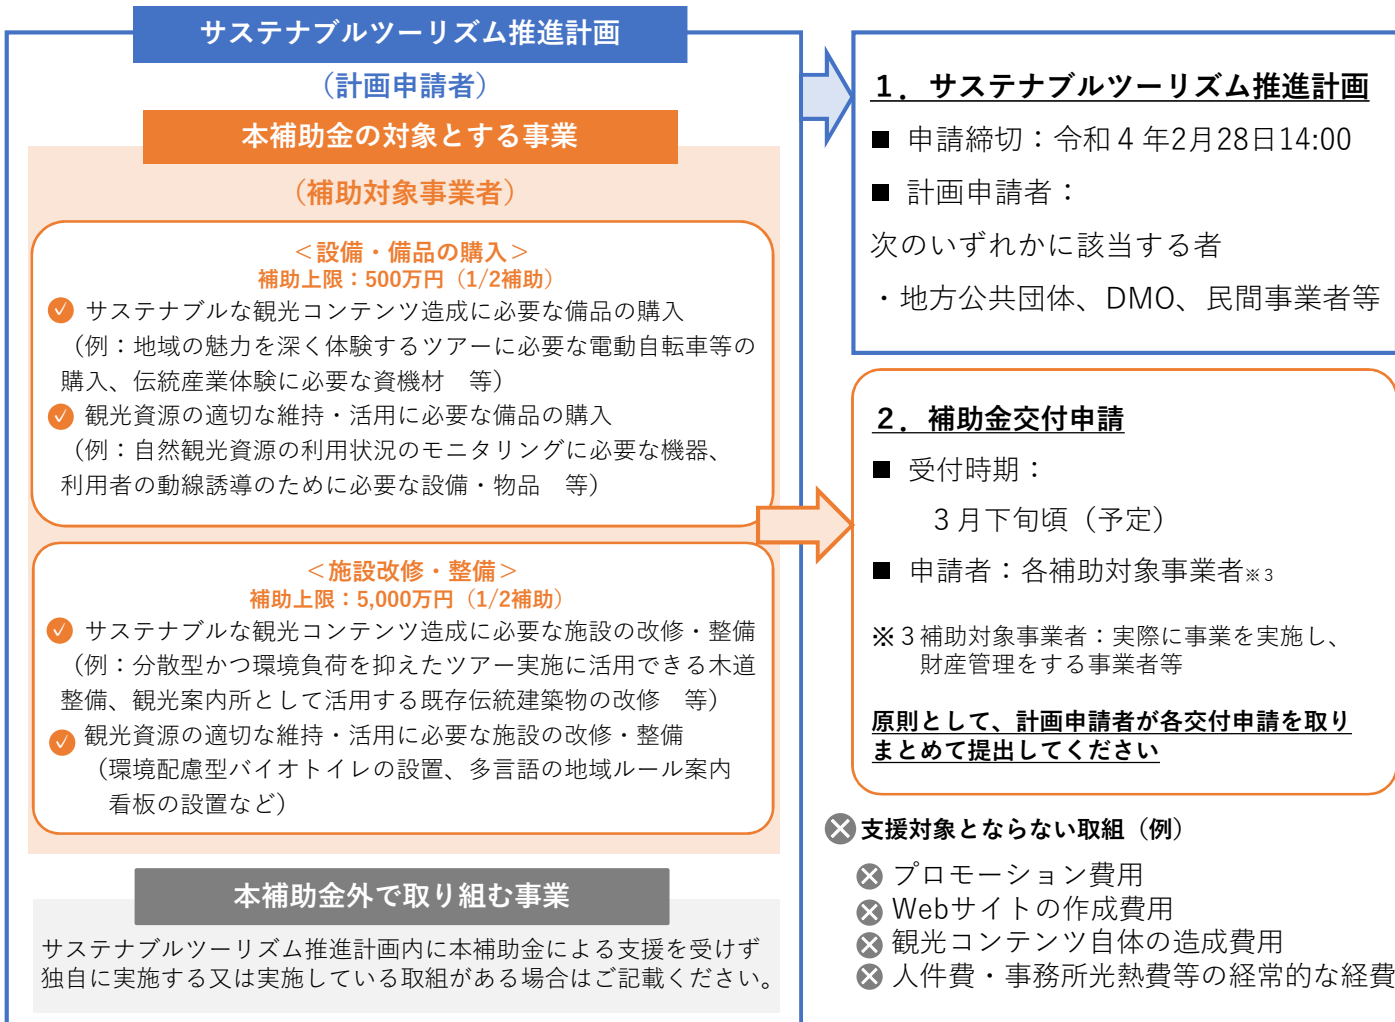 サステナブルツーリズム推進計画
（計画申請者）
本補助金の対象とする事業
（補助対象事業者）
＜設備・備品の購入＞
補助上限：500万円（1/2補助）
サステナブルな観光コンテンツ造成に必要な備品の購入
（例：地域の魅力を深く体験するツアーに必要な電動自転車等の
購入、伝統産業体験に必要な資機材　等）
観光資源の適切な維持・活用に必要な備品の購入
（例：自然観光資源の利用状況のモニタリングに必要な機器、
利用者の動線誘導のために必要な設備・物品　等）
＜施設改修・整備＞
補助上限：5,000万円（1/2補助）
サステナブルな観光コンテンツ造成に必要な施設の改修・整備
（例：分散型かつ環境負荷を抑えたツアー実施に活用できる木道
整備、観光案内所として活用する既存伝統建築物の改修　等）
観光資源の適切な維持・活用に必要な施設の改修・整備
（環境配慮型バイオトイレの設置、多言語の地域ルール案内
看板の設置など）
本補助金外で取り組む事業
サステナブルツーリズム推進計画内に本補助金による支援を受けず
独自に実施する又は実施している取組がある場合はご記載ください。
１．サステナブルツーリズム推進計画
■ 申請締切：令和４年2月28日14:00
■ 計画申請者：
次のいずれかに該当する者
・地方公共団体、DMO、民間事業者等
２．補助金交付申請
■ 受付時期：
３月下旬頃（予定）
■ 申請者：各補助対象事業者※３
※３補助対象事業者：実際に事業を実施し、
財産管理をする事業者等
原則として、計画申請者が各交付申請を取り
まとめて提出してください
支援対象とならない取組（例）
プロモーション費用
Webサイトの作成費用
観光コンテンツ自体の造成費用
人件費・事務所光熱費等の経常的な経費